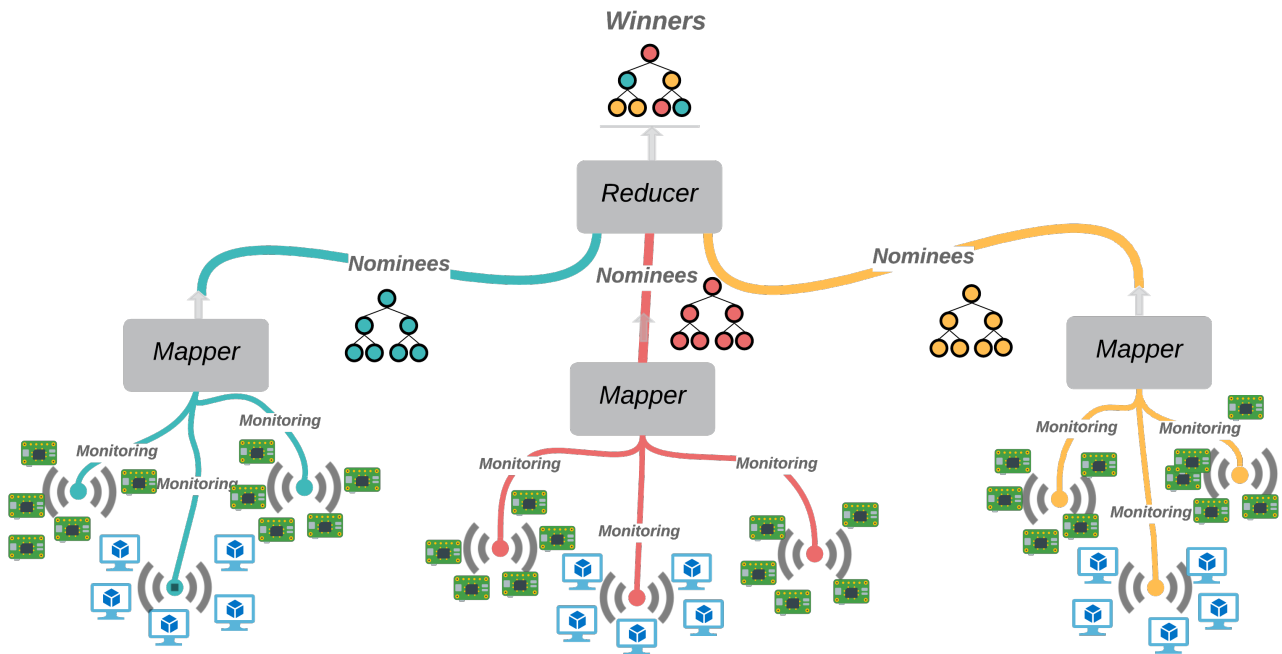 Winners
Reducer
Nominees
Nominees
Nominees
Mapper
Mapper
Mapper
Monitoring
Monitoring
Monitoring
Monitoring
Monitoring
Monitoring
Monitoring
Monitoring
Monitoring